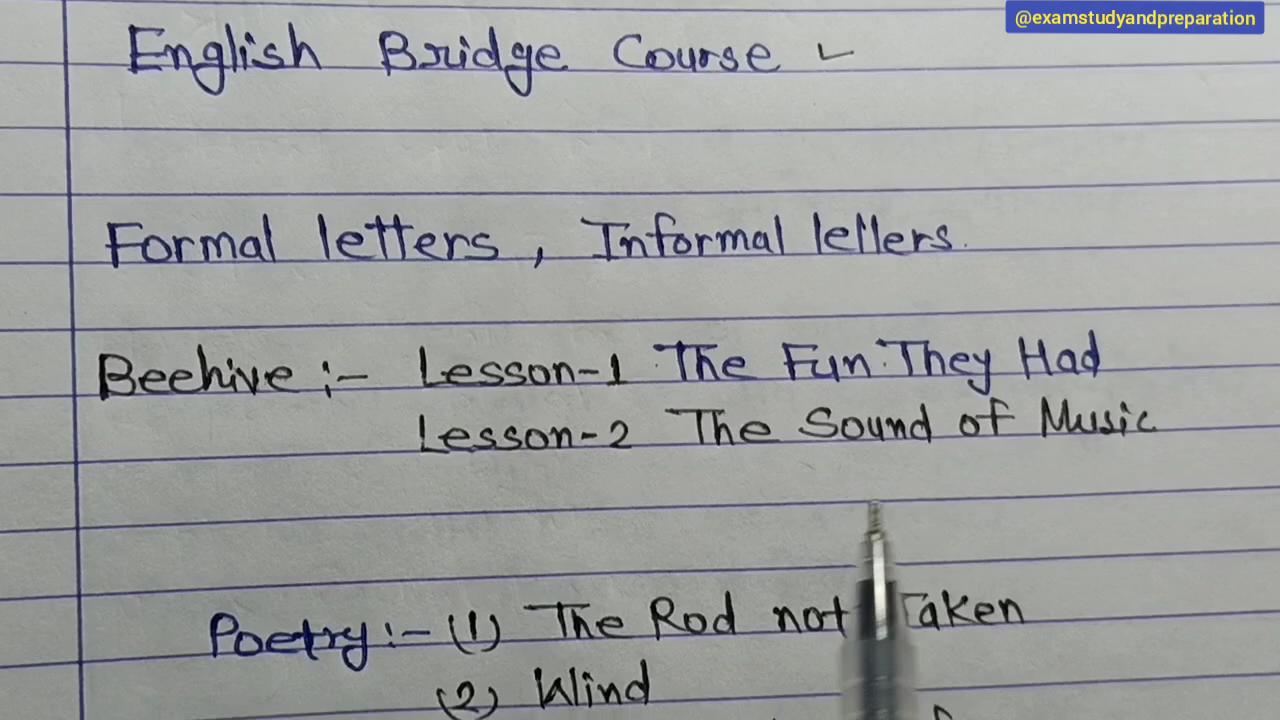 @examstudyandpreparation
English Bridge Course
Formal letters, Informal letters.
Beehive :- Lesson-1 The Fun They Had
Lesson-2 The Sound of Music
Poetry :- (1) The Rod not Taken
(2) Wind